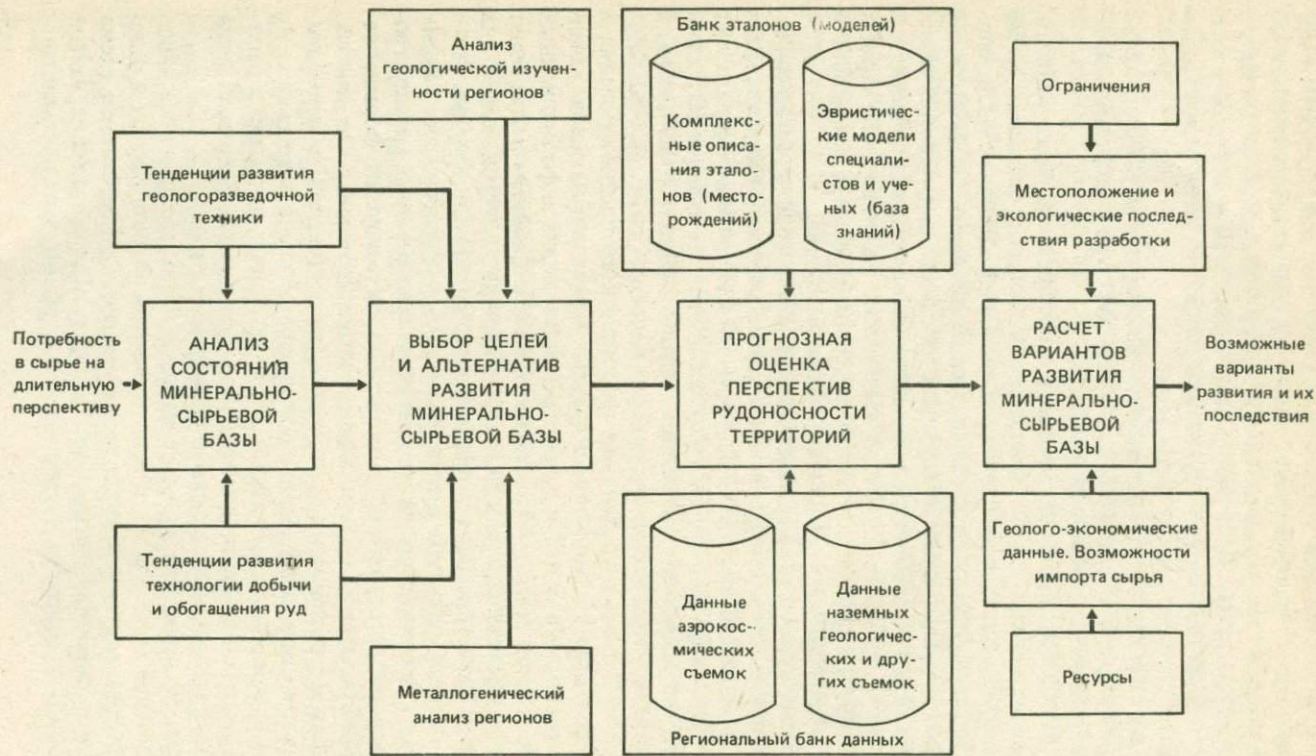 Анализ
геологической изучен-
ности регионов
Банк эталонов (моделей)
Комплекс-
ные описа-
ния этало-
нов (место-
рождений)
Эвристичес-
кие модели
специали-
стов и уче-
ных (база
знаний)
Ограничения
Тенденции развития
геологоразведочной
техники
Местоположение и
экологические послед-
ствия разработки
Потребность
в сырье на
длительную
перспективу
АНАЛИЗ
СОСТОЯНИЯ
МИНЕРАЛЬНО-
СЫРЬЕВОЙ
БАЗЫ
ВЫБОР ЦЕЛЕЙ
И АЛЬТЕРНАТИВ
РАЗВИТИЯ
МИНЕРАЛЬНО-
СЫРЬЕВОЙ БАЗЫ
ПРОГНОЗНАЯ
ОЦЕНКА
ПЕРСПЕКТИВ
РУДОНОСНОСТИ
ТЕРРИТОРИЙ
РАСЧЕТ
ВАРИАНТОВ
РАЗВИТИЯ
МИНЕРАЛЬНО-
СЫРЬЕВОЙ
БАЗЫ
Возможные
варианты
развития и их
последствия
Тенденции развития
технологии добычи
и обогащения руд
Металлогенический
анализ регионов
Данные
аэрокос-
мических
съемок
Данные
наземных
геологичес-
ких и дру-
гих съемок
Региональный банк данных
Геолого-экономические
данные. Возможности
импорта сырья
Ресурсы